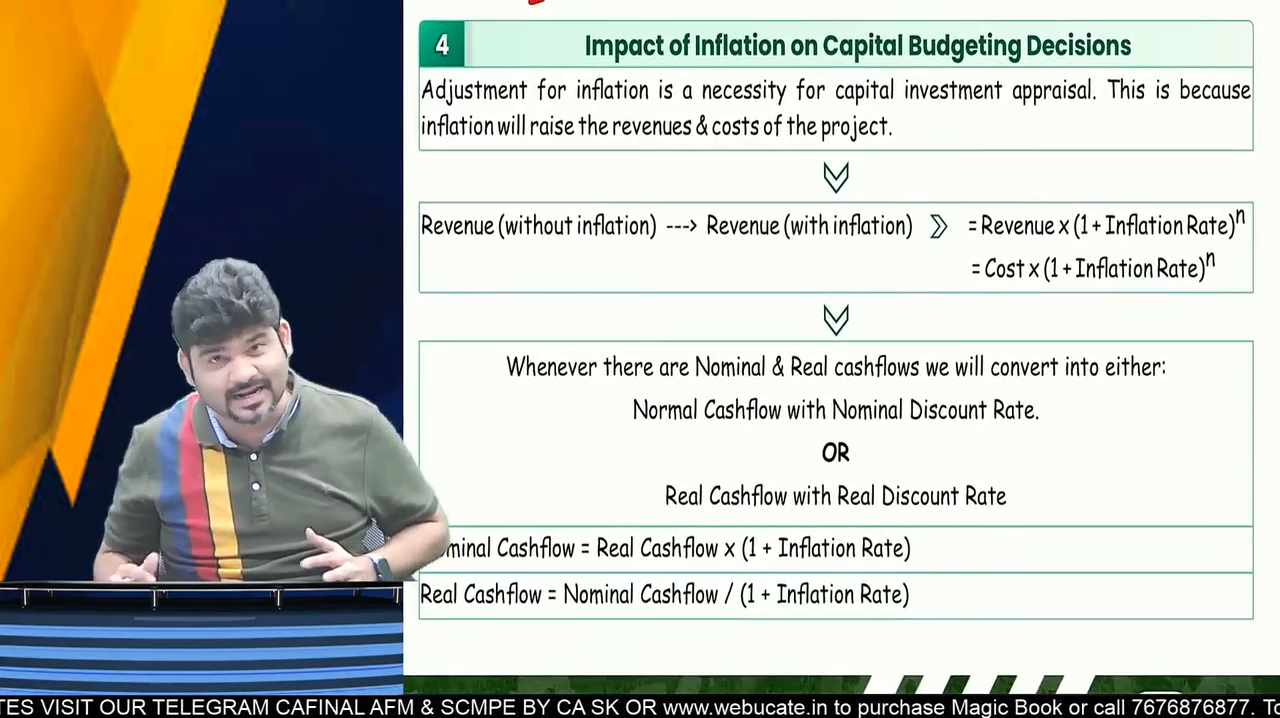 4
Impact of Inflation on Capital Budgeting Decisions
Adjustment for inflation is a necessity for capital investment appraisal. This is because
inflation will raise the revenues & costs of the project.
Revenue (without inflation) ---> Revenue (with inflation) = Revenue x (1 + Inflation Rate)^n
= Cost x (1 + Inflation Rate)^n
Whenever there are Nominal & Real cashflows we will convert into either:
Normal Cashflow with Nominal Discount Rate.
OR
Real Cashflow with Real Discount Rate
minal Cashflow = Real Cashflow x (1 + Inflation Rate)
Real Cashflow = Nominal Cashflow / (1 + Inflation Rate)
TES VISIT OUR TELEGRAM CAFINAL AFM & SCMPE BY CA SK OR www.webucate.in to purchase Magic Book or call 7676876877. To